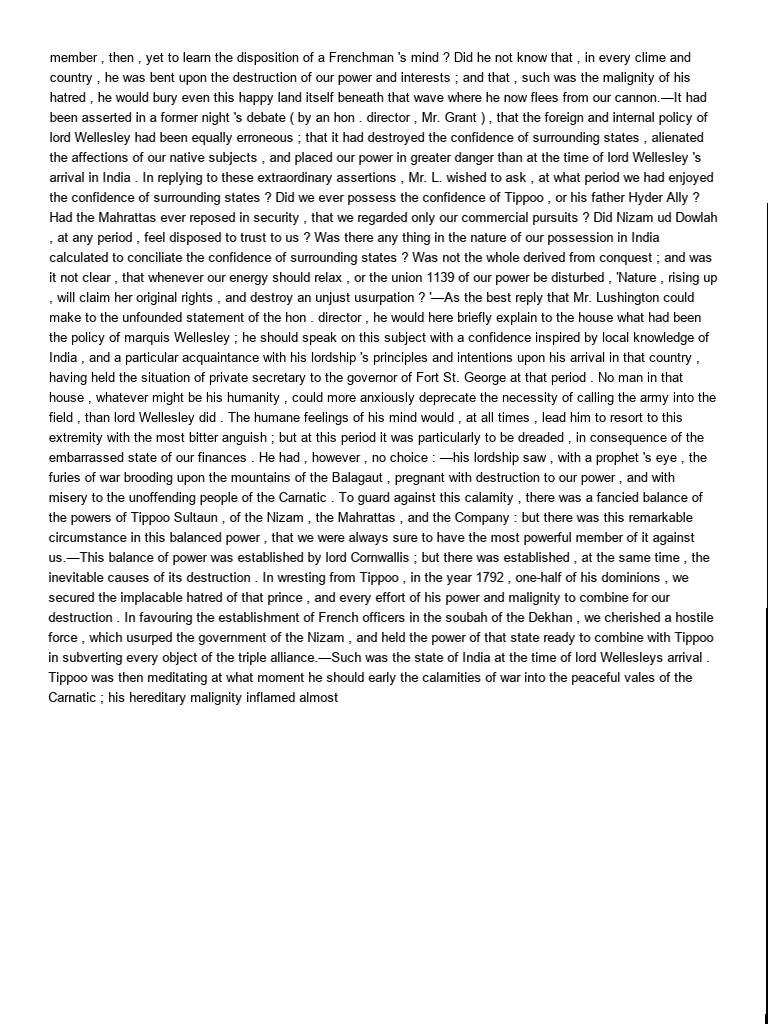 member , then , yet to learn the disposition of a Frenchman 's mind ? Did he not know that , in every clime and
country , he was bent upon the destruction of our power and interests ; and that , such was the malignity of his
hatred , he would bury even this happy land itself beneath that wave where he now flees from our cannon.—It had
been asserted in a former night 's debate ( by an hon . director , Mr. Grant ) , that the foreign and internal policy of
lord Wellesley had been equally erroneous ; that it had destroyed the confidence of surrounding states , alienated
the affections of our native subjects , and placed our power in greater danger than at the time of lord Wellesley 's
arrival in India . In replying to these extraordinary assertions , Mr. L. wished to ask , at what period we had enjoyed
the confidence of surrounding states ? Did we ever possess the confidence of Tippoo , or his father Hyder Ally ?
Had the Mahrattas ever reposed in security , that we regarded only our commercial pursuits ? Did Nizam ud Dowlah
, at any period , feel disposed to trust to us ? Was there any thing in the nature of our possession in India
calculated to conciliate the confidence of surrounding states ? Was not the whole derived from conquest ; and was
it not clear , that whenever our energy should relax , or the union 1139 of our power be disturbed , 'Nature , rising up
, will claim her original rights , and destroy an unjust usurpation ? '—As the best reply that Mr. Lushington could
make to the unfounded statement of the hon . director , he would here briefly explain to the house what had been
the policy of marquis Wellesley ; he should speak on this subject with a confidence inspired by local knowledge of
India , and a particular acquaintance with his lordship 's principles and intentions upon his arrival in that country ,
having held the situation of private secretary to the governor of Fort St. George at that period . No man in that
house , whatever might be his humanity , could more anxiously deprecate the necessity of calling the army into the
field , than lord Wellesley did . The humane feelings of his mind would , at all times , lead him to resort to this
extremity with the most bitter anguish ; but at this period it was particularly to be dreaded , in consequence of the
embarrassed state of our finances . He had , however , no choice : —his lordship saw , with a prophet 's eye , the
furies of war brooding upon the mountains of the Balagaut , pregnant with destruction to our power , and with
misery to the unoffending people of the Carnatic . To guard against this calamity , there was a fancied balance of
the powers of Tippoo Sultaun , of the Nizam , the Mahrattas , and the Company : but there was this remarkable
circumstance in this balanced power , that we were always sure to have the most powerful member of it against
us.—This balance of power was established by lord Cornwallis ; but there was established , at the same time , the
inevitable causes of its destruction . In wresting from Tippoo , in the year 1792 , one-half of his dominions , we
secured the implacable hatred of that prince , and every effort of his power and malignity to combine for our
destruction . In favouring the establishment of French officers in the soubah of the Dekhan , we cherished a hostile
force , which usurped the government of the Nizam , and held the power of that state ready to combine with Tippoo
in subverting every object of the triple alliance.—Such was the state of India at the time of lord Wellesleys arrival .
Tippoo was then meditating at what moment he should early the calamities of war into the peaceful vales of the
Carnatic ; his hereditary malignity inflamed almost